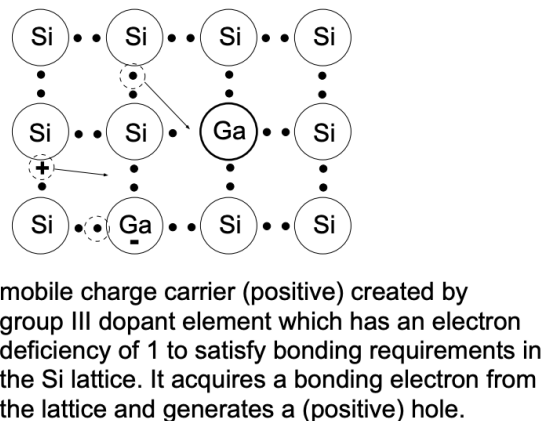 Si Si Si Si
Si Si Ga Si
+
Si Ga Si Si
-
mobile charge carrier (positive) created by
group III dopant element which has an electron
deficiency of 1 to satisfy bonding requirements in
the Si lattice. It acquires a bonding electron from
the lattice and generates a (positive) hole.